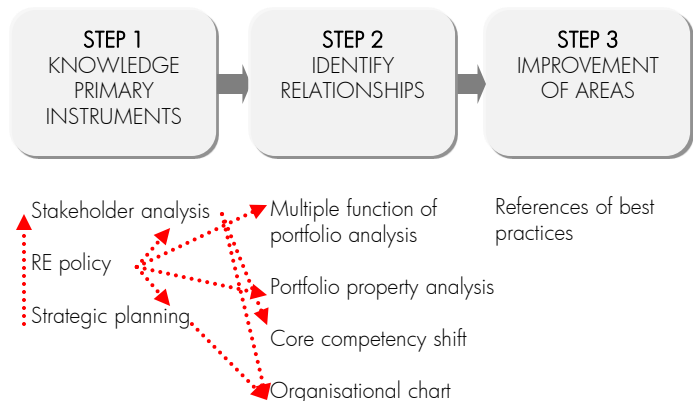 STEP 1
KNOWLEDGE
PRIMARY
INSTRUMENTS
STEP 2
IDENTIFY
RELATIONSHIPS
STEP 3
IMPROVEMENT
OF AREAS
Stakeholder analysis
RE policy
Strategic planning
Multiple function of
portfolio analysis
Portfolio property analysis
Core competency shift
Organisational chart
References of best
practices